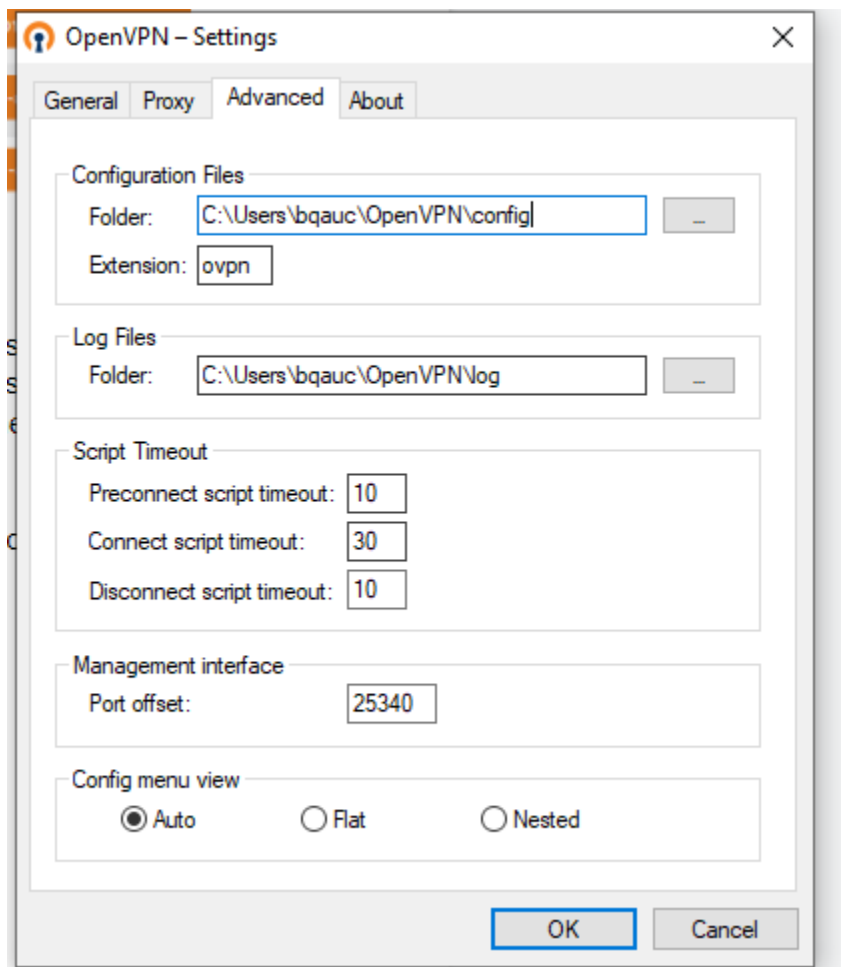 OpenVPN – Settings
General Proxy Advanced About
Configuration Files
Folder: C:\Users\bqauc\OpenVPN\config ...
Extension: ovpn
Log Files
Folder: C:\Users\bqauc\OpenVPN\log ...
Script Timeout
Preconnect script timeout: 10
Connect script timeout: 30
Disconnect script timeout: 10
Management interface
Port offset: 25340
Config menu view
Auto Flat Nested
OK Cancel